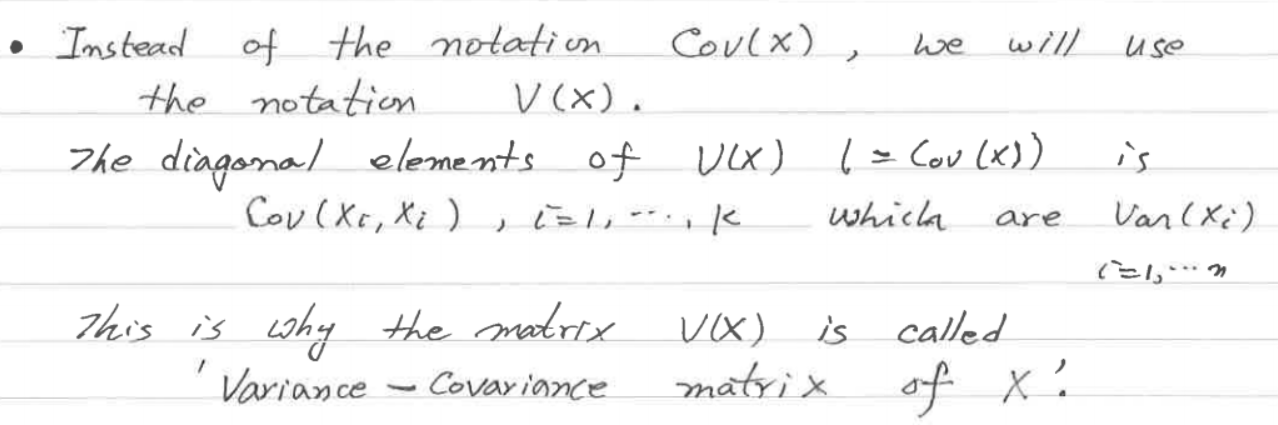 • Instead of the notation Cov(X), we will use
the notation V(X).
The diagonal elements of V(X) (= Cov(X)) is
Cov(Xi, Xi), i=1, ..., k which are Var(Xi)
i=1, ... n
This is why the matrix V(X) is called
'Variance - Covariance matrix of X'.